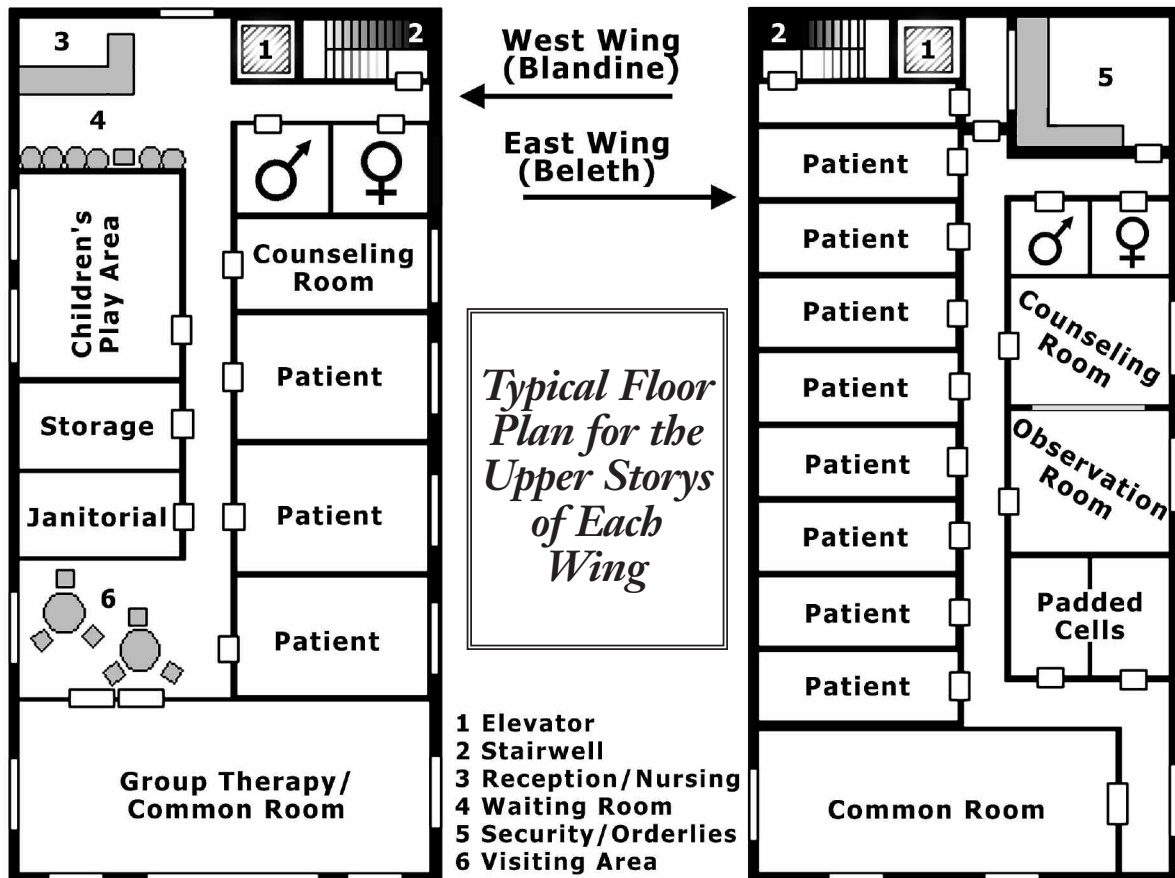 3
1
2
West Wing
(Blandine)
2
1
5
4
East Wing
(Beleth)
Children's
Play Area
Counseling
Room
Patient
Storage
Patient
Janitorial
Patient
6
Group Therapy/
Common Room
Typical Floor
Plan for the
Upper Storys
of Each
Wing
1 Elevator
2 Stairwell
3 Reception/Nursing
4 Waiting Room
5 Security/Orderlies
6 Visiting Area
Patient
Patient
Patient
Patient
Patient
Patient
Patient
Patient
Counseling
Room
Observation
Room
Padded
Cells
Common Room